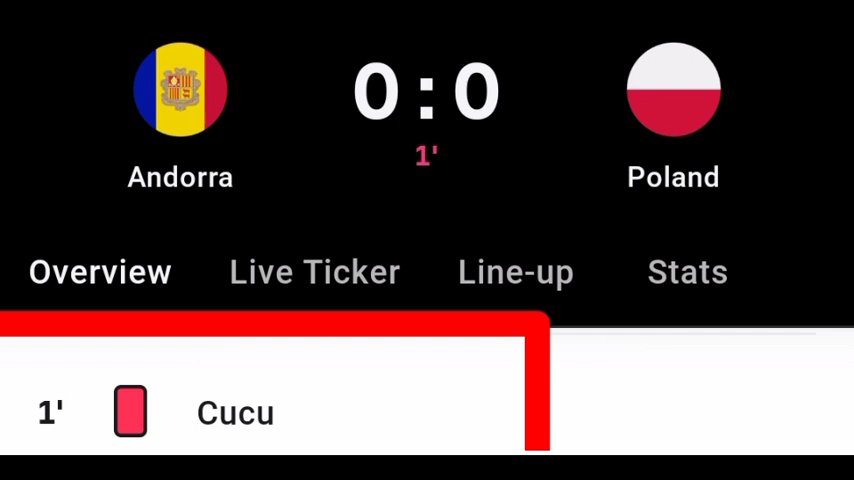 0 : 0
1'
Andorra
Poland
Overview Live Ticker Line-up Stats
1' Cucu